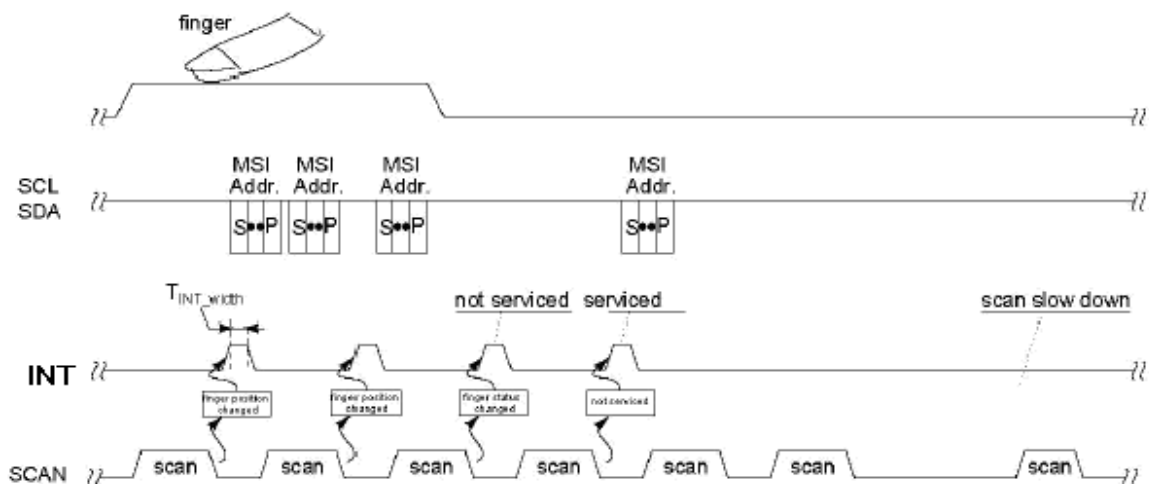 finger
MSI MSI MSI MSI
Addr. Addr. Addr. Addr.
SCL
SDA
S••P S••P S••P S••P
TINT_width
not serviced serviced
scan slow down
INT
finger position
changed
finger position
changed
finger status
changed
not serviced
SCAN
scan scan scan scan scan scan scan